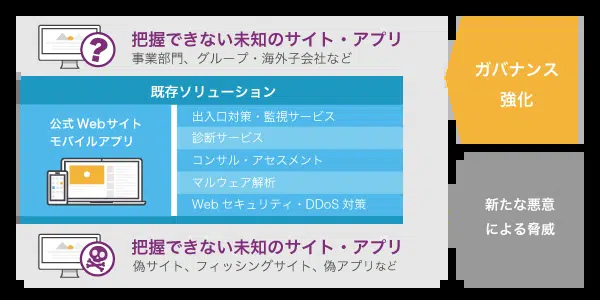 把握できない未知のサイト・アプリ
事業部門、グループ・海外子会社など
既存ソリューション
公式Webサイト
モバイルアプリ
出入口対策・監視サービス
診断サービス
コンサル・アセスメント
マルウェア解析
Webセキュリティ・DDoS対策
把握できない未知のサイト・アプリ
偽サイト、フィッシングサイト、偽アプリなど
ガバナンス
強化
新たな悪意
による脅威